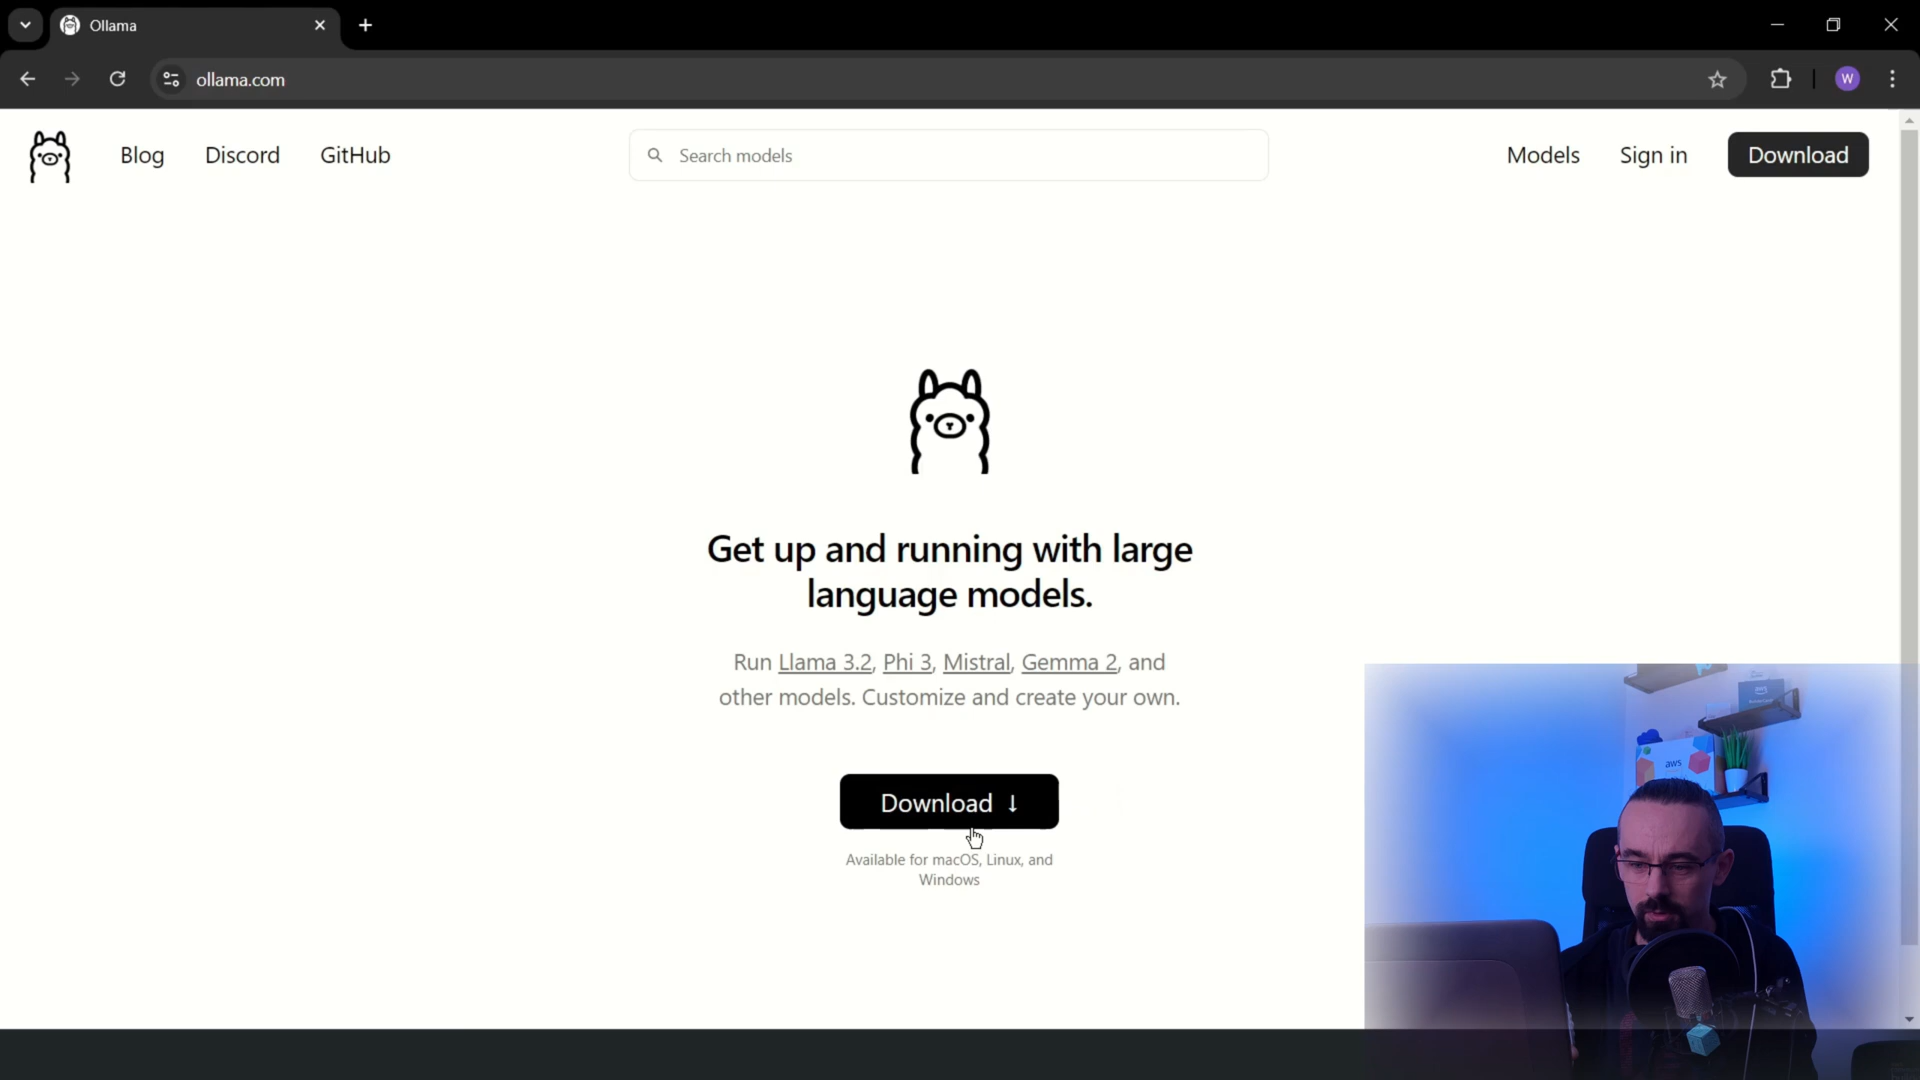 Ollama
ollama.com
W
Blog
Discord
GitHub
Search models
Models
Sign in
Download
Get up and running with large
language models.
Run Llama 3.2, Phi 3, Mistral, Gemma 2, and
other models. Customize and create your own.
Download ↓
Available for macOS, Linux, and
Windows
aws
aws